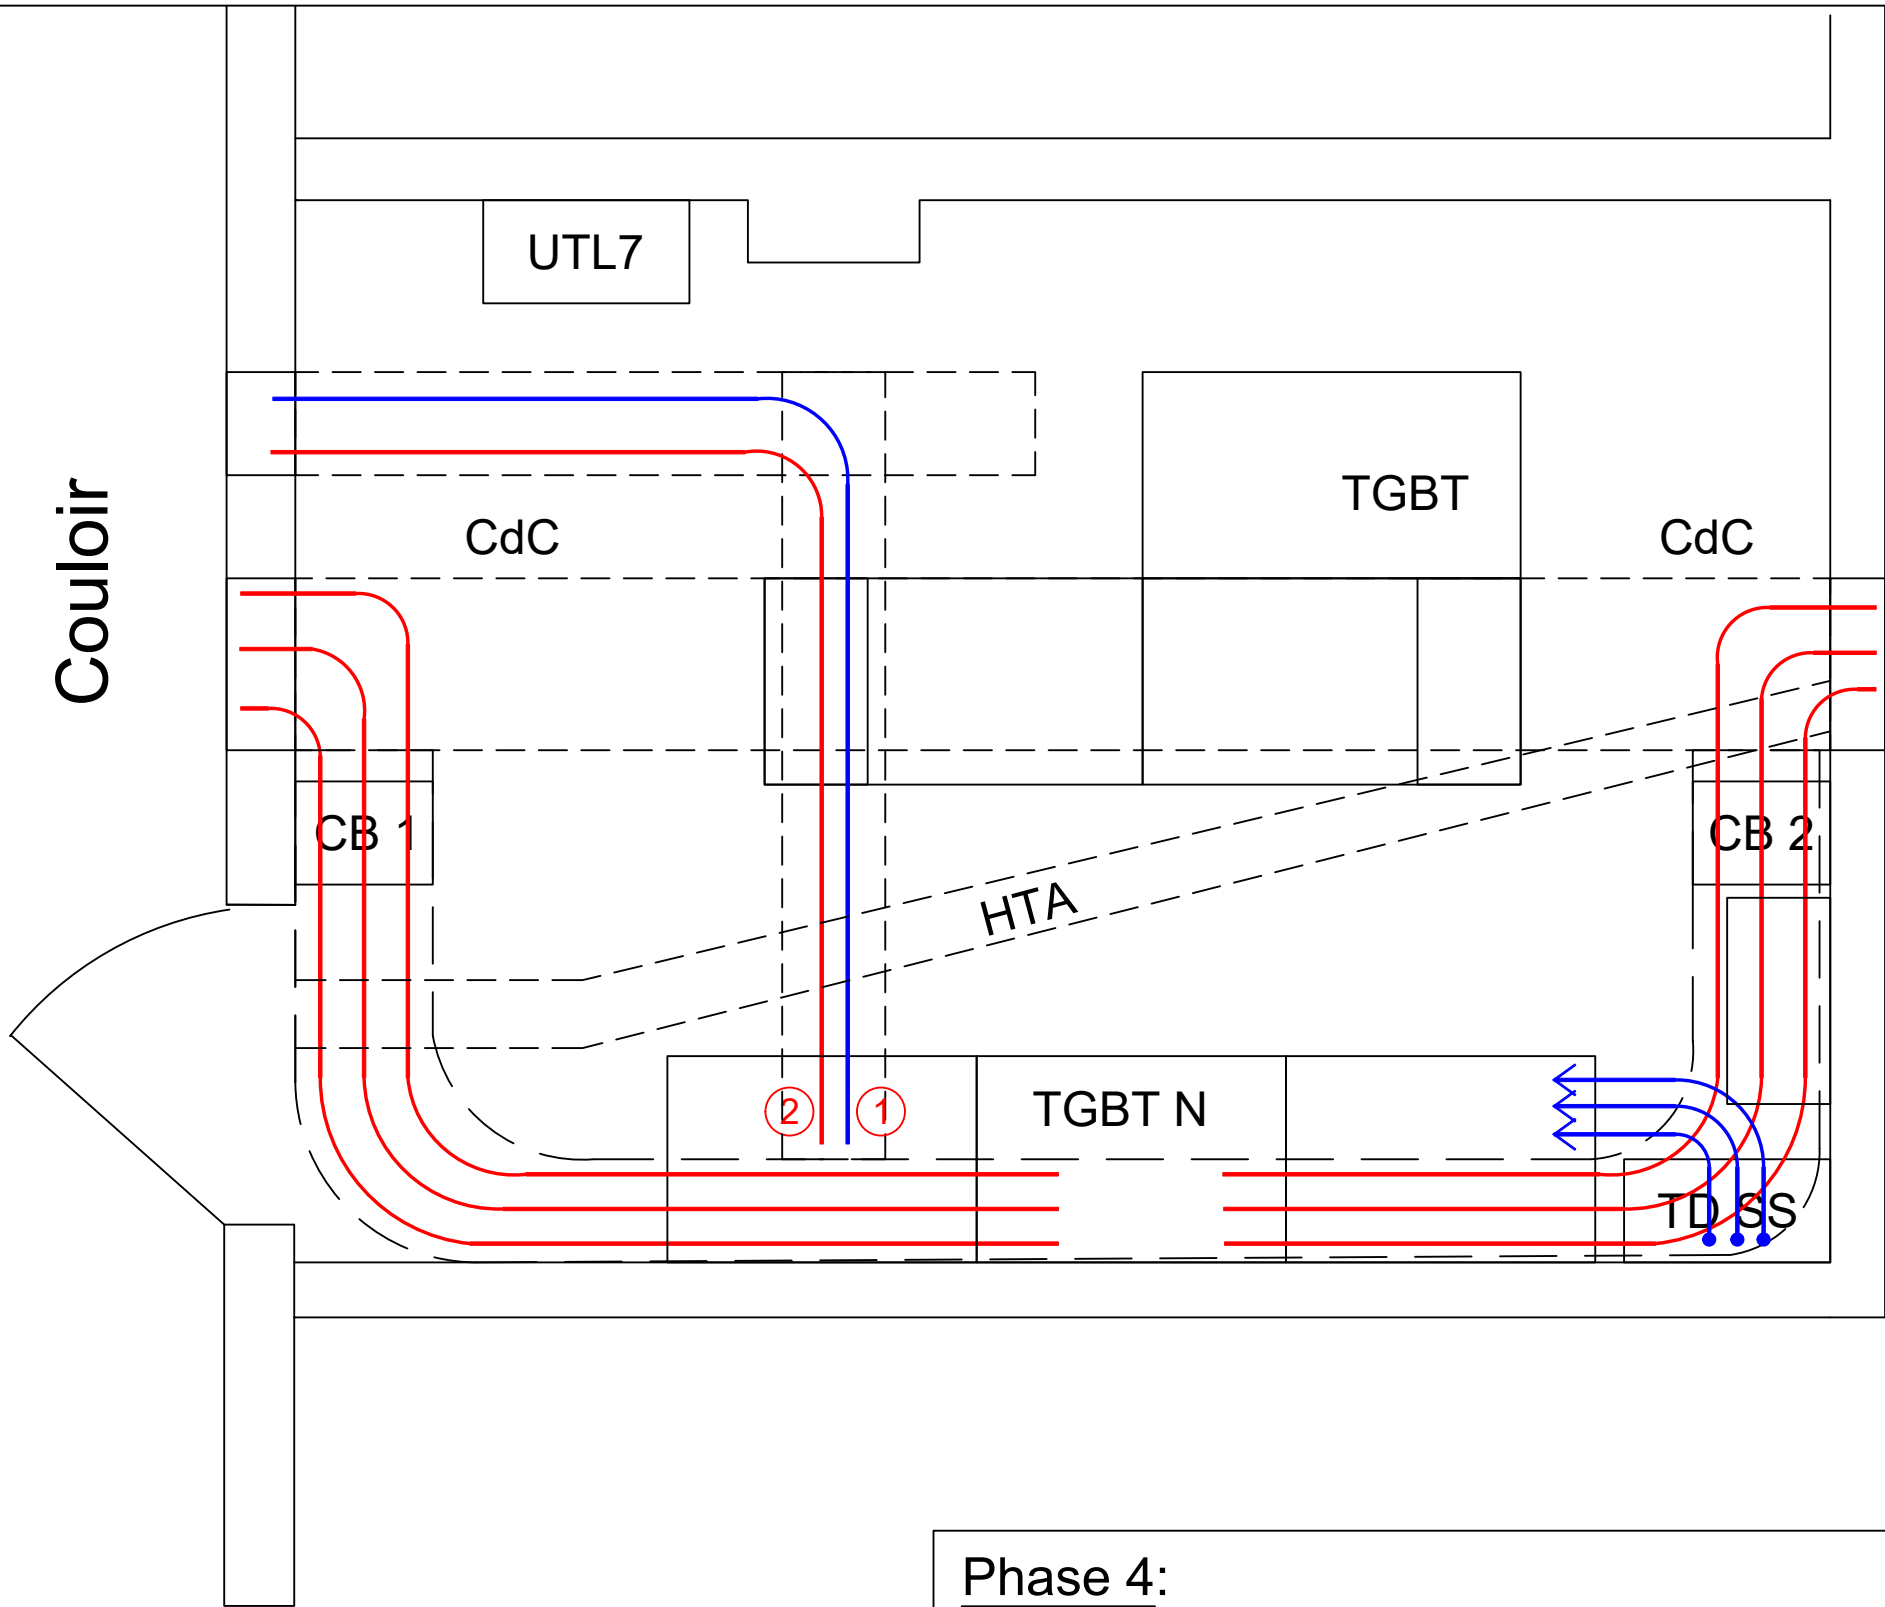 UTL7
Couloir
TGBT
CdC
CdC
CB 1
CB 2
HTA
2
1
TGBT N
TD SS
Phase 4: